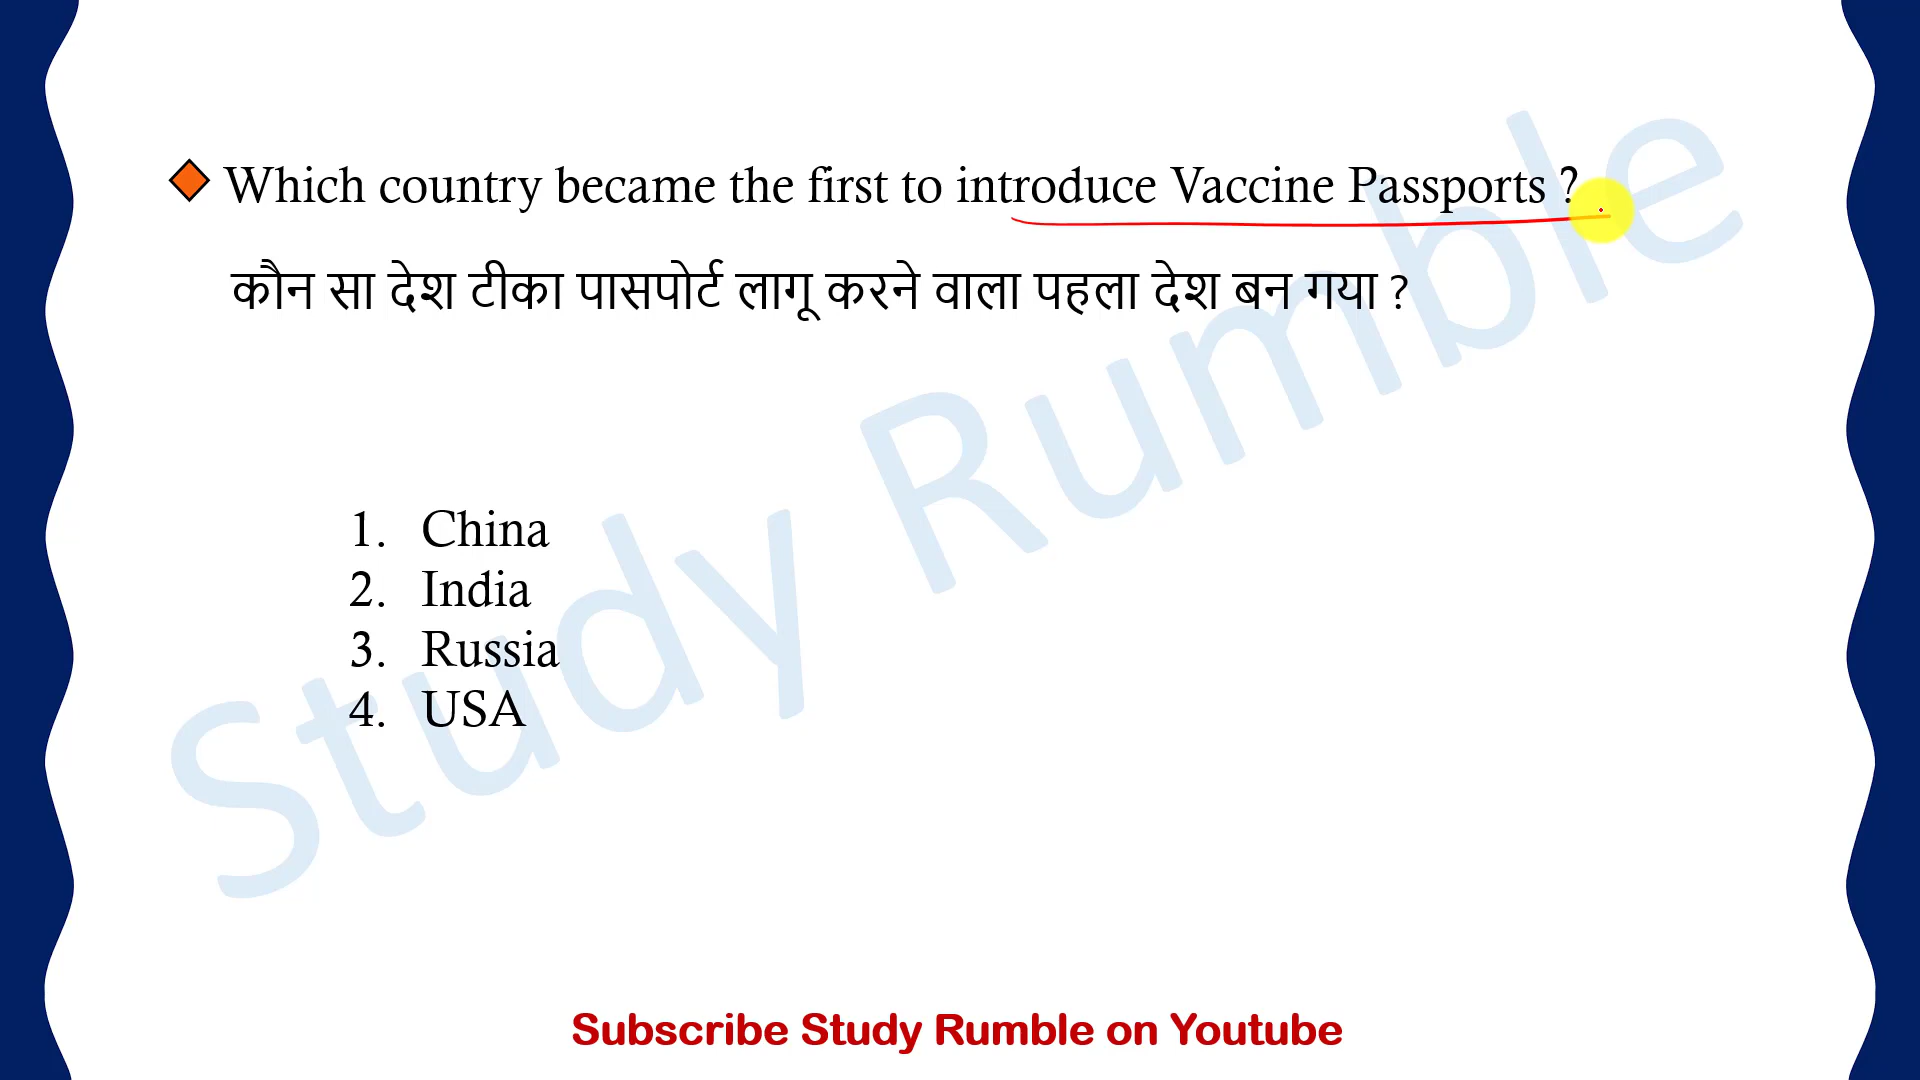 Which country became the first to introduce Vaccine Passports ?
कौन सा देश टीका पासपोर्ट लागू करने वाला पहला देश बन गया ?
1. China
2. India
3. Russia
4. USA
Study Rumble
Subscribe Study Rumble on Youtube